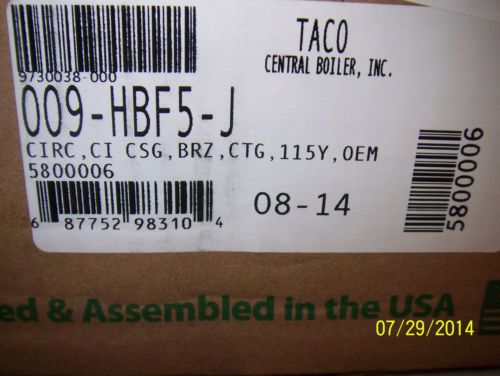 TACO
CENTRAL BOILER, INC.
9730038-000
009-HBF5-J
CIRC,CI CSG,BRZ,CTG,115Y,OEM
5800006
6 87752 98310 4
08-14
5800006
ed & Assembled in the USA
07/29/2014